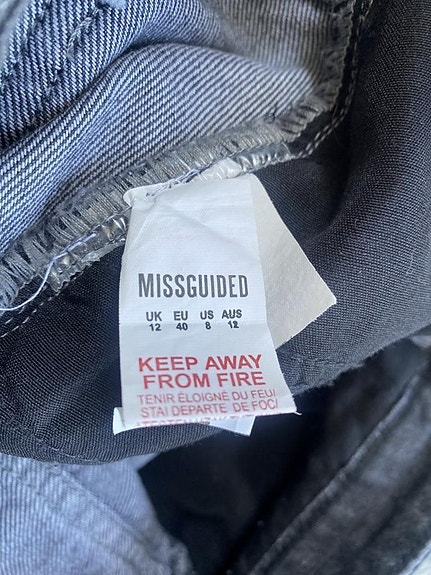 MISSGUIDED
UK EU US AUS
12 40 8 12
KEEP AWAY
FROM FIRE
TENIR ÉLOIGNÉ DU FEU/
STAI DEPARTE DE FOC/